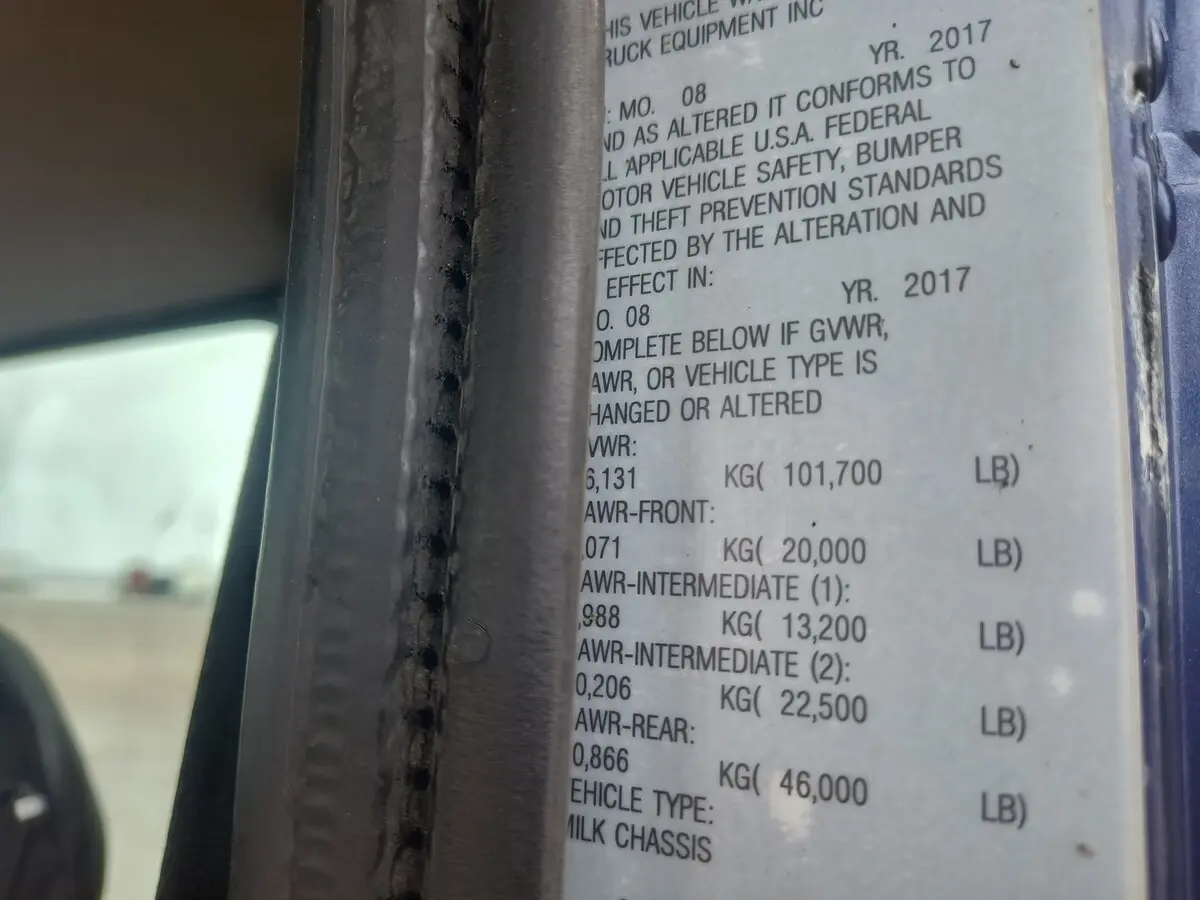 HIS VEHICLE WA
RUCK EQUIPMENT INC
: MO. 08 YR. 2017
ND AS ALTERED IT CONFORMS TO
LL APPLICABLE U.S.A. FEDERAL
OTOR VEHICLE SAFETY, BUMPER
ND THEFT PREVENTION STANDARDS
FFECTED BY THE ALTERATION AND
EFFECT IN:
O. 08 YR. 2017
OMPLETE BELOW IF GVWR,
AWR, OR VEHICLE TYPE IS
HANGED OR ALTERED
VWR:
6,131 KG( 101,700 LB)
AWR-FRONT:
,071 KG( 20,000 LB)
AWR-INTERMEDIATE (1):
,988 KG( 13,200 LB)
AWR-INTERMEDIATE (2):
0,206 KG( 22,500 LB)
AWR-REAR:
0,866 KG( 46,000 LB)
EHICLE TYPE:
MILK CHASSIS